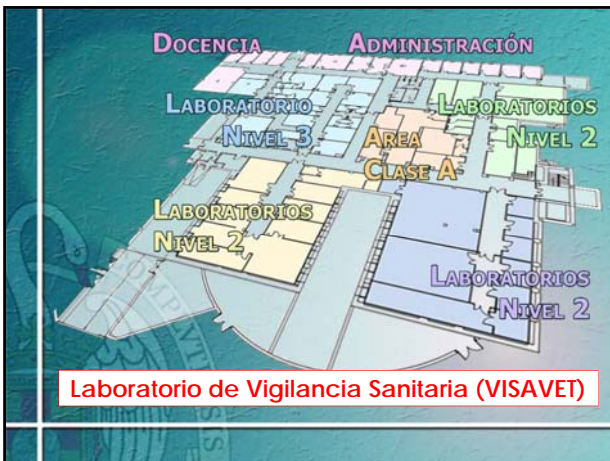 DOCENCIA
ADMINISTRACIÓN
LABORATORIO
NIVEL 3
AREA
CLASE A
LABORATORIOS
NIVEL 2
LABORATORIOS
NIVEL 2
LABORATORIOS
NIVEL 2
Laboratorio de Vigilancia Sanitaria (VISAVET)